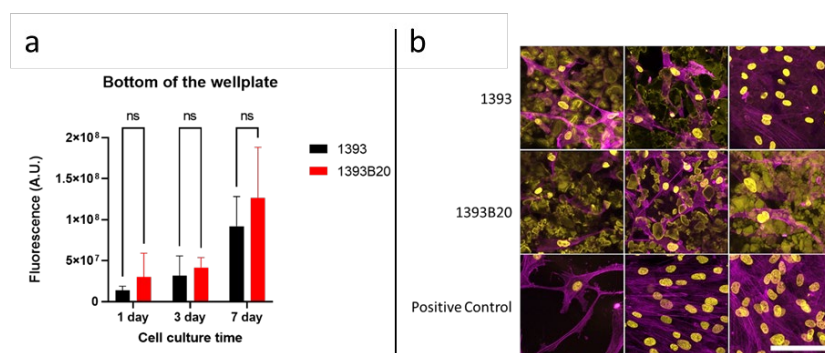 a
b
Bottom of the wellplate
ns
ns
ns
2×10⁸
1.5×10⁸
1×10⁸
5×10⁷
0
Fluorescence (A.U.)
1 day
3 day
7 day
Cell culture time
1393
1393B20
1393
1393B20
Positive Control